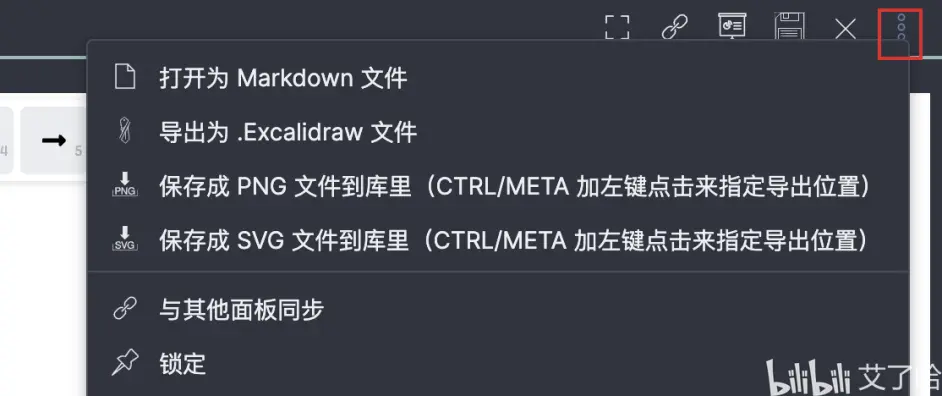 打开为 Markdown 文件
导出为 .Excalidraw 文件
4
5
PNG
保存成 PNG 文件到库里（CTRL/META 加左键点击来指定导出位置）
SVG
保存成 SVG 文件到库里（CTRL/META 加左键点击来指定导出位置）
与其他面板同步
锁定
bilibili 艾了哈